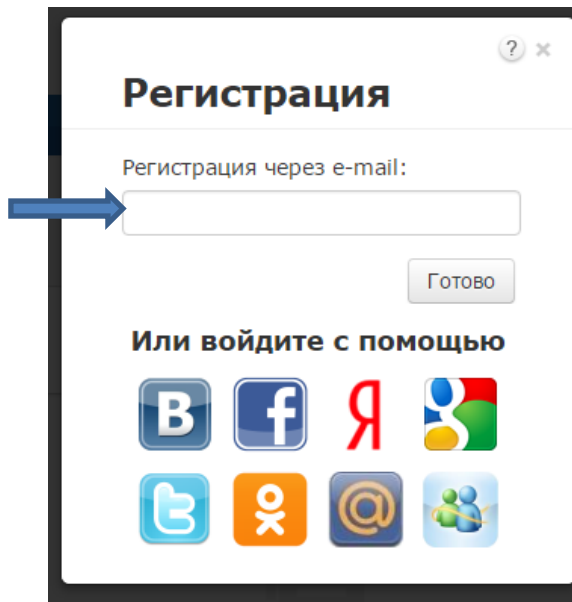 ? ×
Регистрация
Регистрация через e-mail:
Готово
Или войдите с помощью
В f Я g
t @